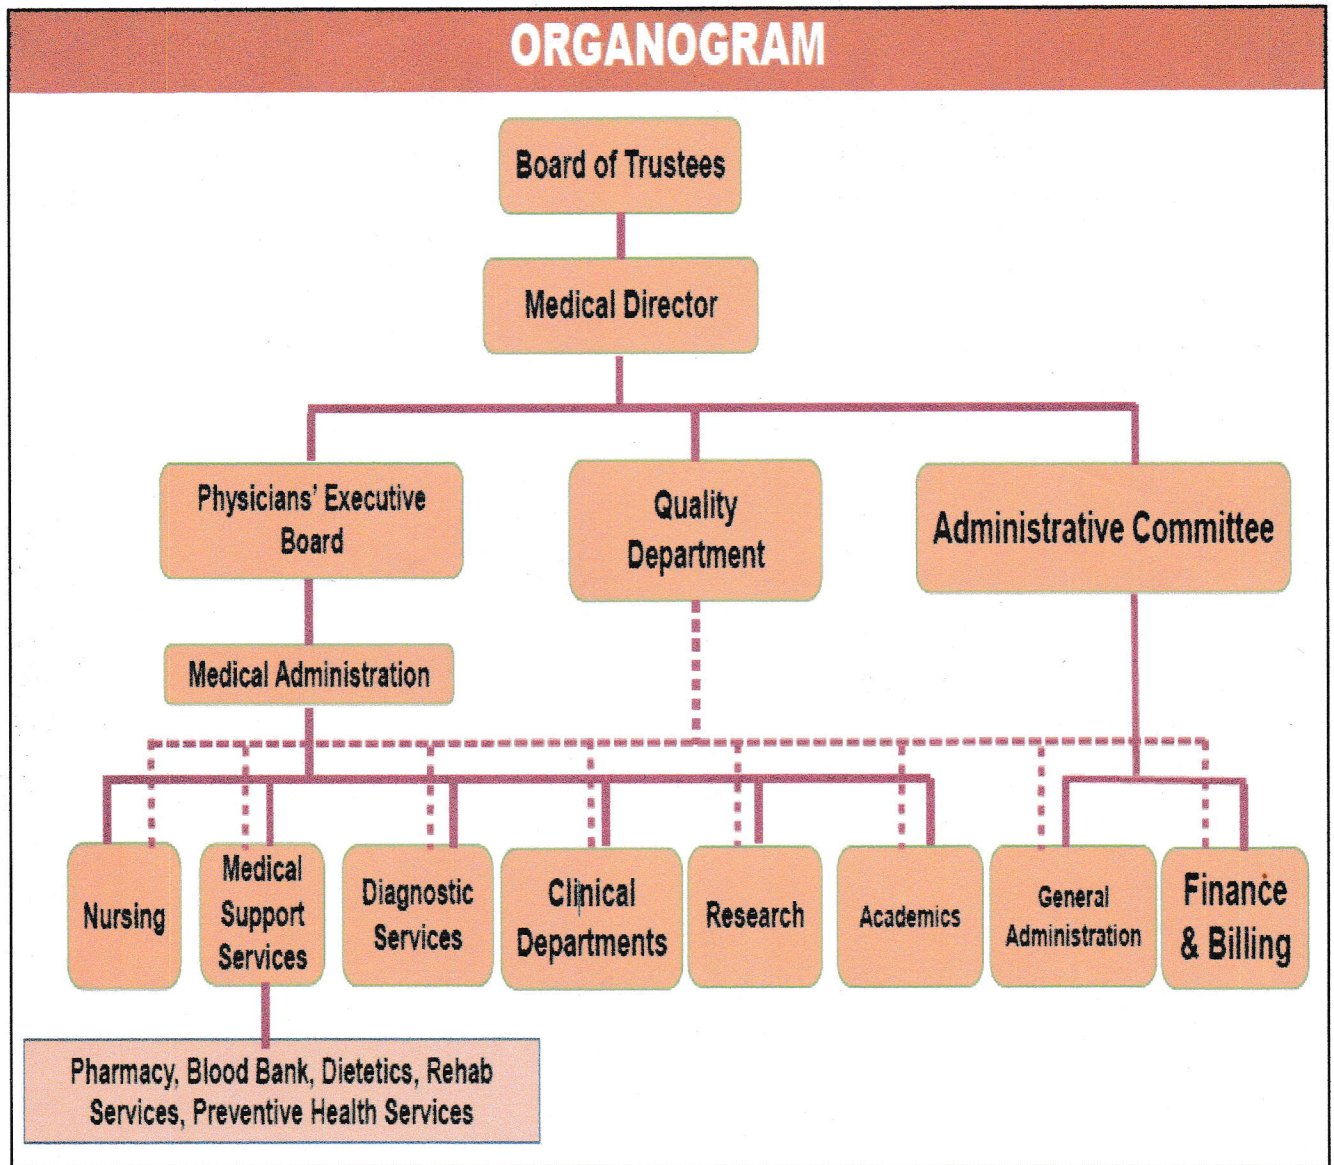 ORGANOGRAM
Board of Trustees
Medical Director
Physicians' Executive
Board
Quality
Department
Administrative Committee
Medical Administration
Nursing
Medical
Support
Services
Diagnostic
Services
Clinical
Departments
Research
Academics
General
Administration
Finance
& Billing
Pharmacy, Blood Bank, Dietetics, Rehab
Services, Preventive Health Services